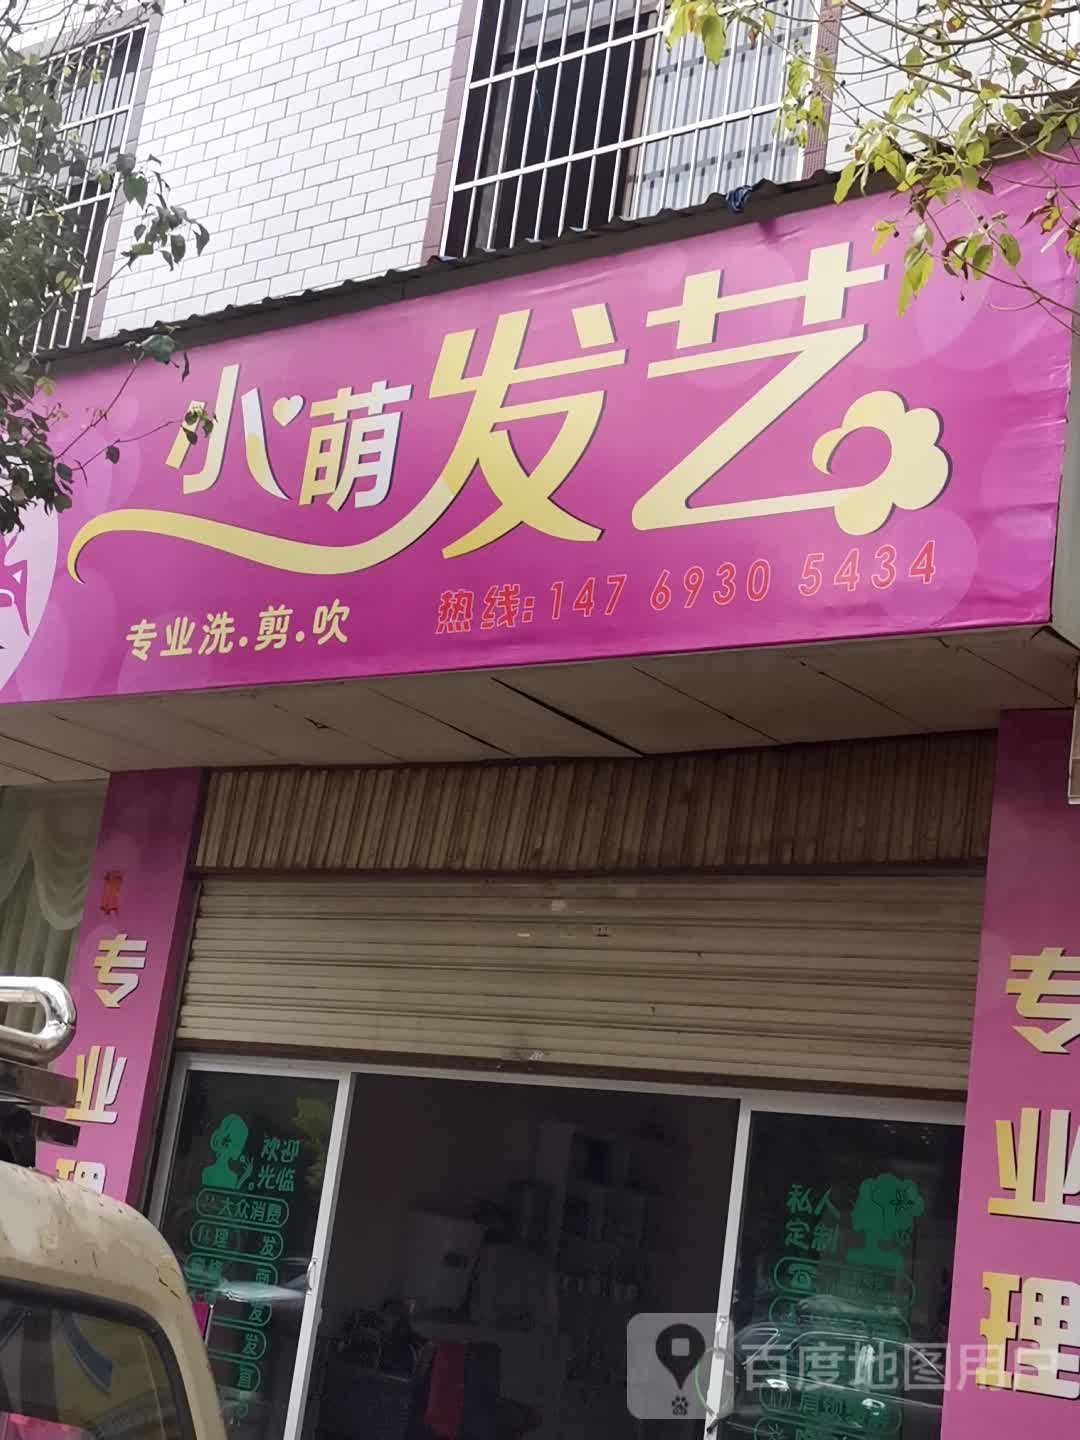 小萌发艺
专业洗.剪.吹
热线:147 6930 5434
专业理
专业理
欢迎
光临
大众消费
理发
私人
定制
百度地图用户